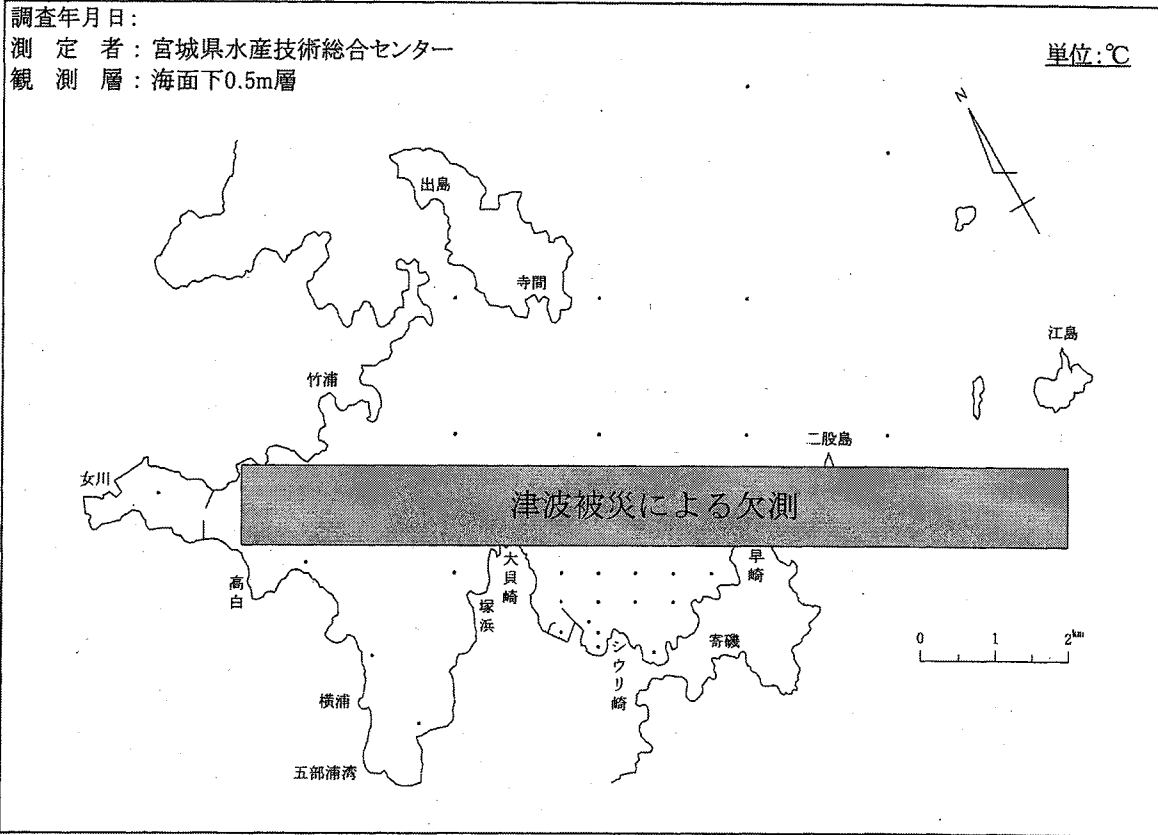 調査年月日:
測定者:宮城県水産技術総合センター
観測層:海面下0.5m層
単位:℃
N
出島
寺間
江島
竹浦
二股島
女川
津波被災による欠測
高白
塚浜
大貝崎
早崎
シウリ崎
寄磯
0 1 2km
横浦
五部浦湾